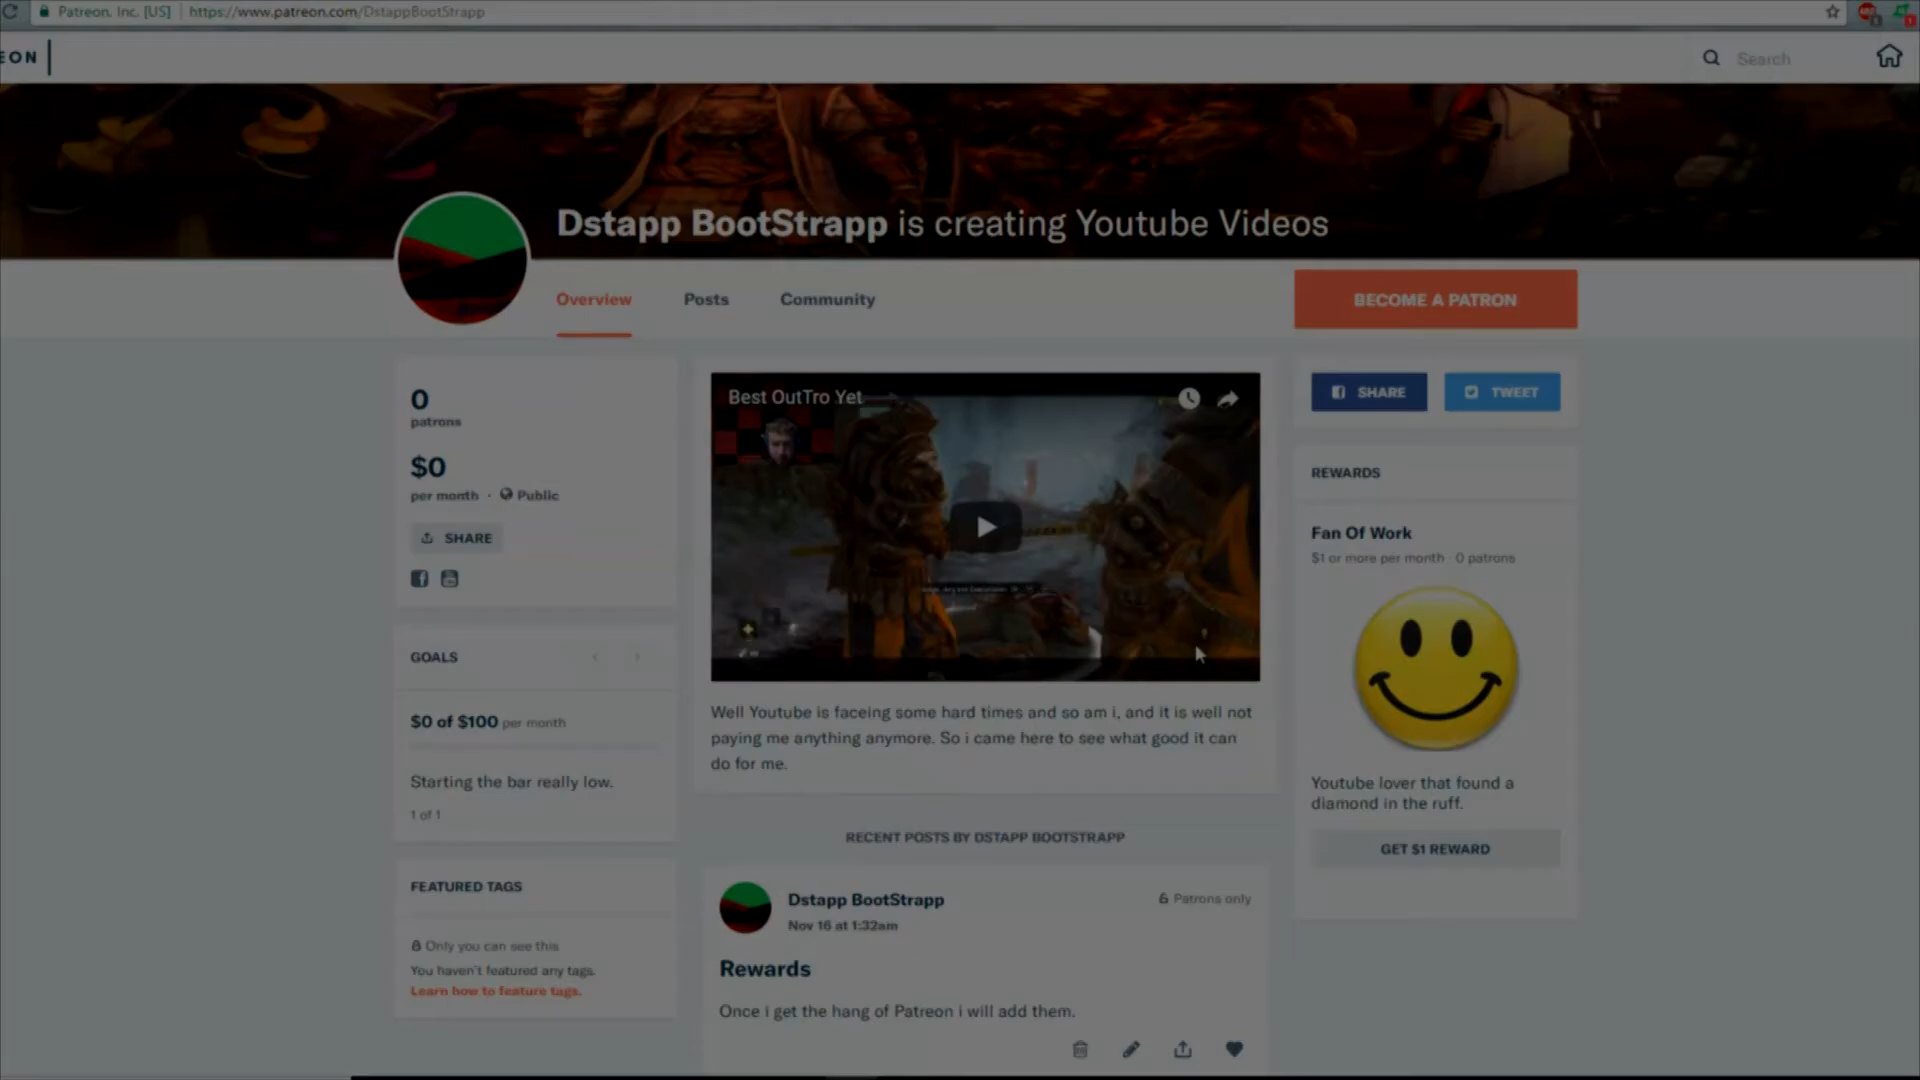 Patreon, Inc. [US]
https://www.patreon.com/DstappBootStrapp
EON
Search
Dstapp BootStrapp is creating Youtube Videos
Overview
Posts
Community
BECOME A PATRON
0
patrons
$0
per month · Public
SHARE
GOALS
$0 of $100 per month
Starting the bar really low.
1 of 1
FEATURED TAGS
Only you can see this
You haven't featured any tags.
Learn how to feature tags.
Best OutTro Yet
Well Youtube is faceing some hard times and so am i, and it is well not
paying me anything anymore. So i came here to see what good it can
do for me.
RECENT POSTS BY DSTAPP BOOTSTRAPP
Dstapp BootStrapp
Patrons only
Nov 16 at 1:32am
Rewards
Once i get the hang of Patreon i will add them.
SHARE
TWEET
REWARDS
Fan Of Work
$1 or more per month · 0 patrons
Youtube lover that found a
diamond in the ruff.
GET $1 REWARD